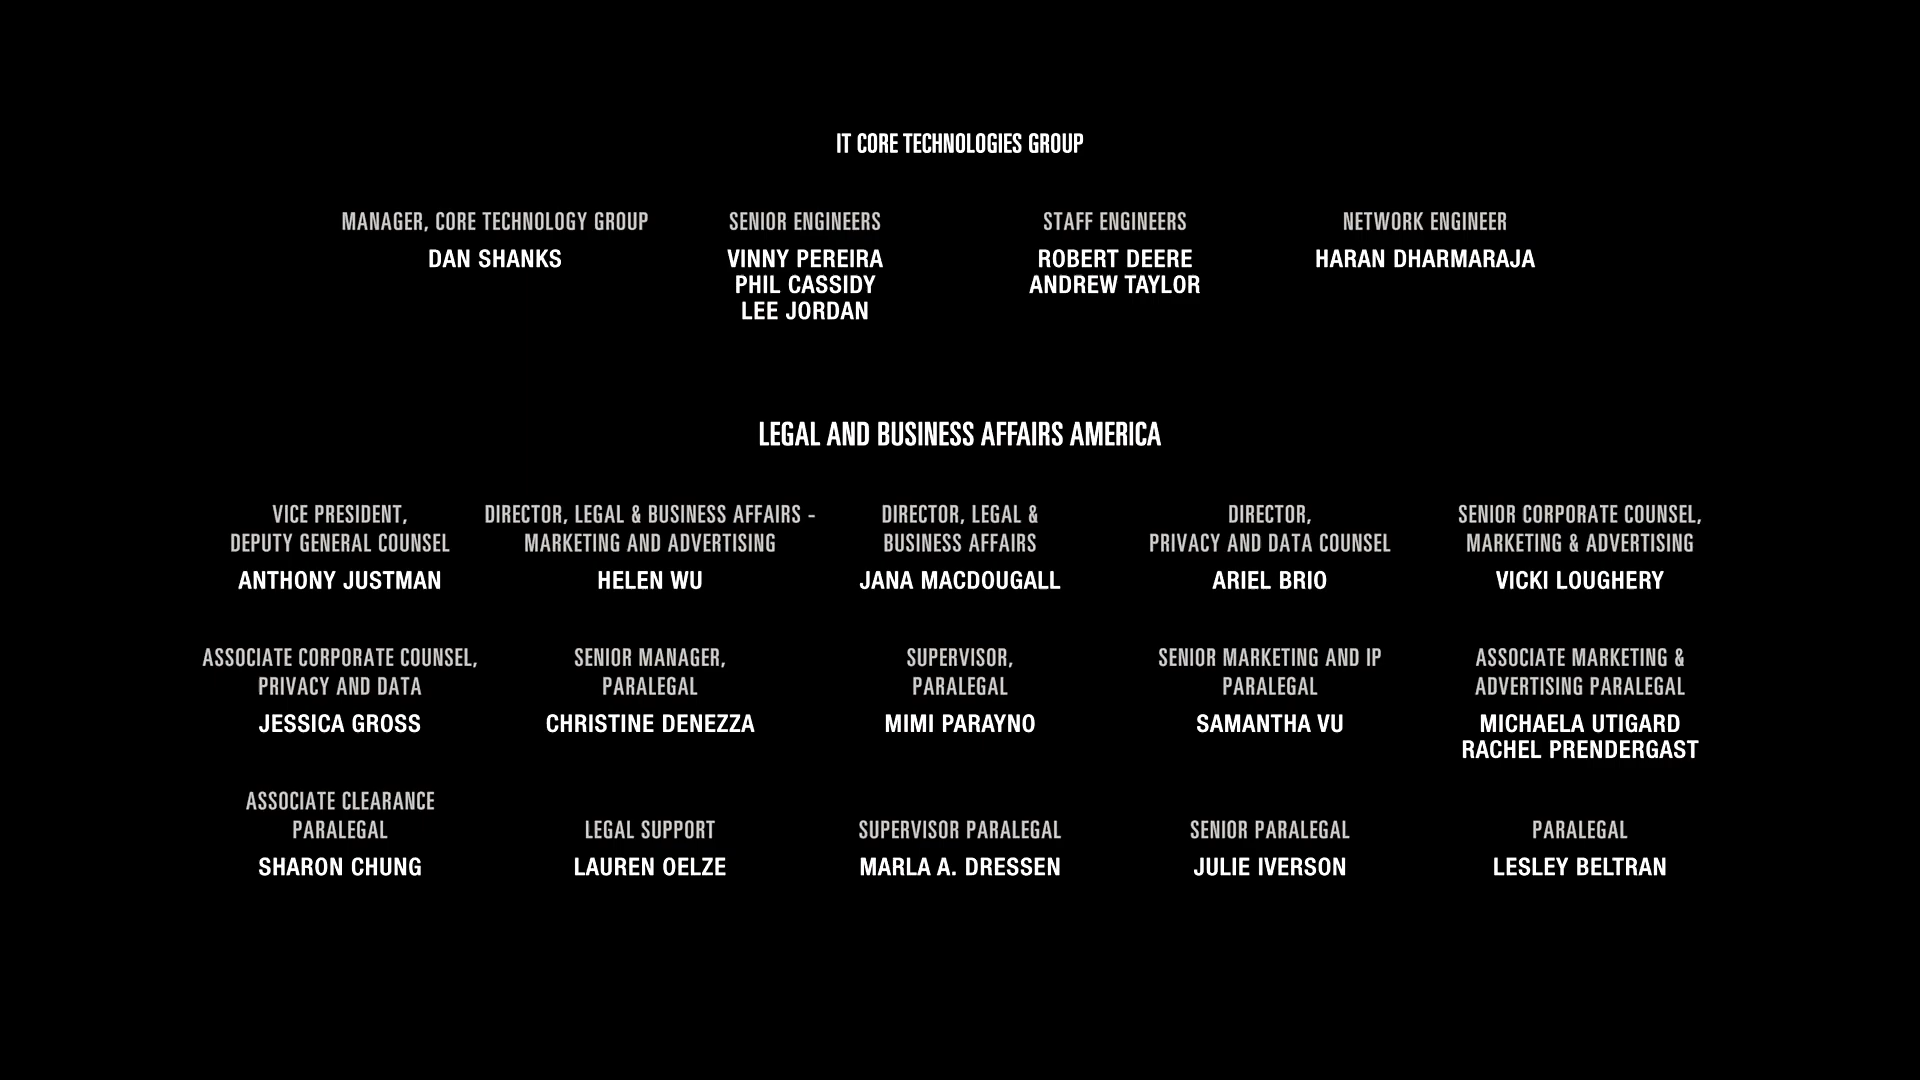 IT CORE TECHNOLOGIES GROUP
MANAGER, CORE TECHNOLOGY GROUP
DAN SHANKS
SENIOR ENGINEERS
VINNY PEREIRA
PHIL CASSIDY
LEE JORDAN
STAFF ENGINEERS
ROBERT DEERE
ANDREW TAYLOR
NETWORK ENGINEER
HARAN DHARMARAJA
LEGAL AND BUSINESS AFFAIRS AMERICA
VICE PRESIDENT,
DEPUTY GENERAL COUNSEL
ANTHONY JUSTMAN
DIRECTOR, LEGAL & BUSINESS AFFAIRS -
MARKETING AND ADVERTISING
HELEN WU
DIRECTOR, LEGAL &
BUSINESS AFFAIRS
JANA MACDOUGALL
DIRECTOR,
PRIVACY AND DATA COUNSEL
ARIEL BRIO
SENIOR CORPORATE COUNSEL,
MARKETING & ADVERTISING
VICKI LOUGHERY
ASSOCIATE CORPORATE COUNSEL,
PRIVACY AND DATA
JESSICA GROSS
SENIOR MANAGER,
PARALEGAL
CHRISTINE DENEZZA
SUPERVISOR,
PARALEGAL
MIMI PARAYNO
SENIOR MARKETING AND IP
PARALEGAL
SAMANTHA VU
ASSOCIATE MARKETING &
ADVERTISING PARALEGAL
MICHAELA UTIGARD
RACHEL PRENDERGAST
ASSOCIATE CLEARANCE
PARALEGAL
SHARON CHUNG
LEGAL SUPPORT
LAUREN OELZE
SUPERVISOR PARALEGAL
MARLA A. DRESSEN
SENIOR PARALEGAL
JULIE IVERSON
PARALEGAL
LESLEY BELTRAN